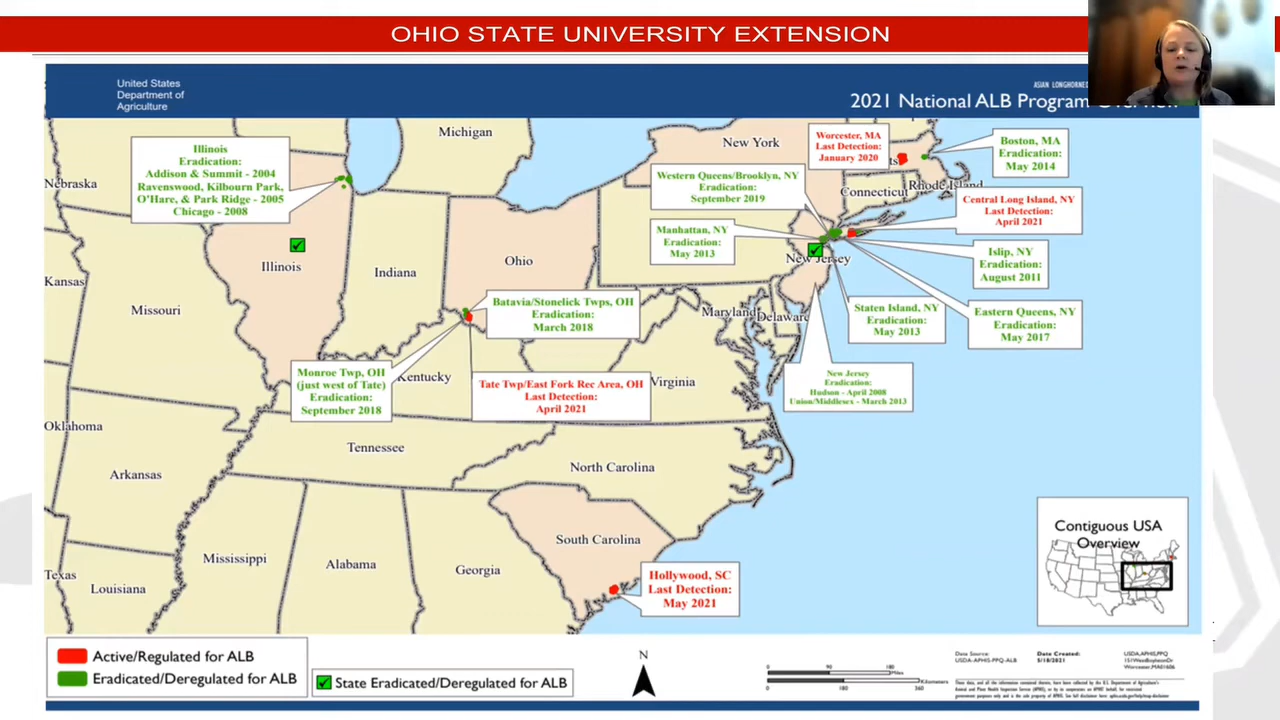 OHIO STATE UNIVERSITY EXTENSION
United States
Department of
Agriculture
ASIAN LONGHORNED
2021 National ALB Program Overview
Michigan
New York
Nebraska
Connecticut
Rhode Island
Illinois
Eradication:
Addison & Summit - 2004
Ravenswood, Kilbourn Park,
O'Hare, & Park Ridge - 2005
Chicago - 2008
Worcester, MA
Last Detection:
January 2020
Boston, MA
Eradication:
May 2014
Western Queens/Brooklyn, NY
Eradication:
September 2019
Central Long Island, NY
Last Detection:
April 2021
Manhattan, NY
Eradication:
May 2013
Islip, NY
Eradication:
August 2011
Illinois
Indiana
Ohio
New Jersey
Kansas
Missouri
Maryland
Delaware
Batavia/Stonelick Twps, OH
Eradication:
March 2018
Staten Island, NY
Eradication:
May 2013
Eastern Queens, NY
Eradication:
May 2017
Monroe Twp, OH
(just west of Tate)
Eradication:
September 2018
Kentucky
Tate Twp/East Fork Rec Area, OH
Last Detection:
April 2021
Virginia
New Jersey
Eradication:
Hudson - April 2008
Union/Middlesex - March 2013
Oklahoma
Tennessee
North Carolina
Arkansas
South Carolina
Mississippi
Alabama
Georgia
Texas
Louisiana
Hollywood, SC
Last Detection:
May 2021
Contiguous USA
Overview
Active/Regulated for ALB
Eradicated/Deregulated for ALB
State Eradicated/Deregulated for ALB
N
0 90 180
Miles
0 180 360
Kilometers
Data Source:
USDA-APHIS-PPQ-ALB
Date Created:
5/18/2021
USDA,APHIS,PPQ
Worcester,MA01606